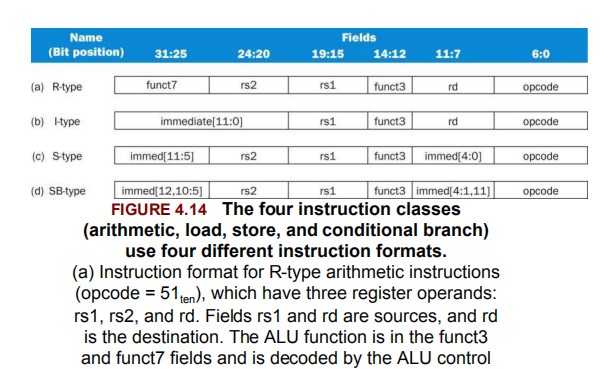 Name Fields
(Bit position) 31:25 24:20 19:15 14:12 11:7 6:0
(a) R-type funct7 rs2 rs1 funct3 rd opcode
(b) I-type immediate[11:0] rs1 funct3 rd opcode
(c) S-type immed[11:5] rs2 rs1 funct3 immed[4:0] opcode
(d) SB-type immed[12,10:5] rs2 rs1 funct3 immed[4:1,11] opcode
FIGURE 4.14 The four instruction classes
(arithmetic, load, store, and conditional branch)
use four different instruction formats.
(a) Instruction format for R-type arithmetic instructions
(opcode = 51ten), which have three register operands:
rs1, rs2, and rd. Fields rs1 and rd are sources, and rd
is the destination. The ALU function is in the funct3
and funct7 fields and is decoded by the ALU control